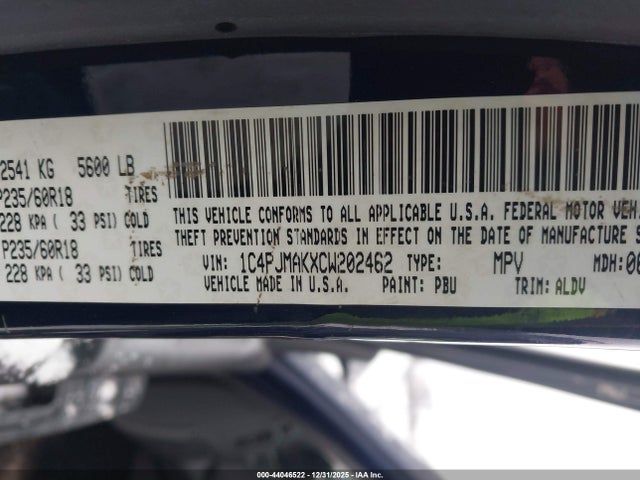 2541 KG 5600 LB
P235/60R18 TIRES
228 KPA ( 33 PSI) COLD
P235/60R18 TIRES
228 KPA ( 33 PSI) COLD
THIS VEHICLE CONFORMS TO ALL APPLICABLE U.S.A. FEDERAL MOTOR
THEFT PREVENTION STANDARDS IN EFFECT ON THE DATE OF MANUFACTURE
VIN: 1C4PJMAKXCW202462 TYPE: MPV MDH:
VEHICLE MADE IN U.S.A. PAINT: PBU TRIM: ALDV
000-44046522 - 12/31/2025 - IAA Inc.